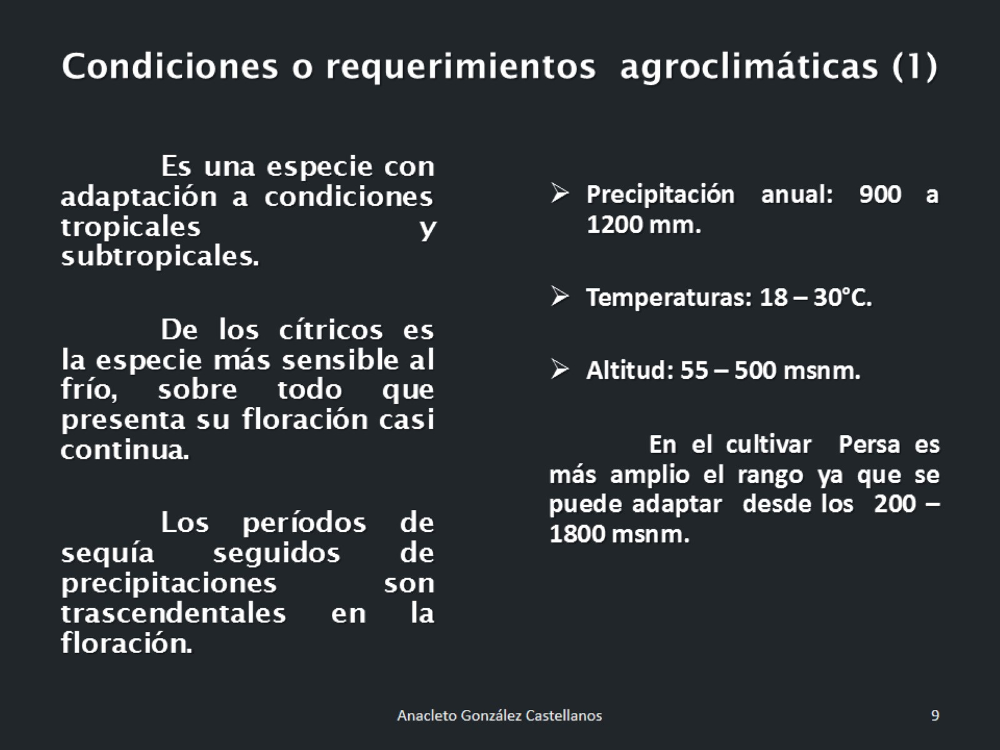 Condiciones o requerimientos agroclimáticas (1)
Es una especie con
adaptación a condiciones
tropicales y
subtropicales.
De los cítricos es
la especie más sensible al
frío, sobre todo que
presenta su floración casi
continua.
Los períodos de
sequía seguidos de
precipitaciones son
trascendentales en la
floración.
➢ Precipitación anual: 900 a
1200 mm.
➢ Temperaturas: 18 – 30°C.
➢ Altitud: 55 – 500 msnm.
En el cultivar Persa es
más amplio el rango ya que se
puede adaptar desde los 200 –
1800 msnm.
Anacleto González Castellanos
9